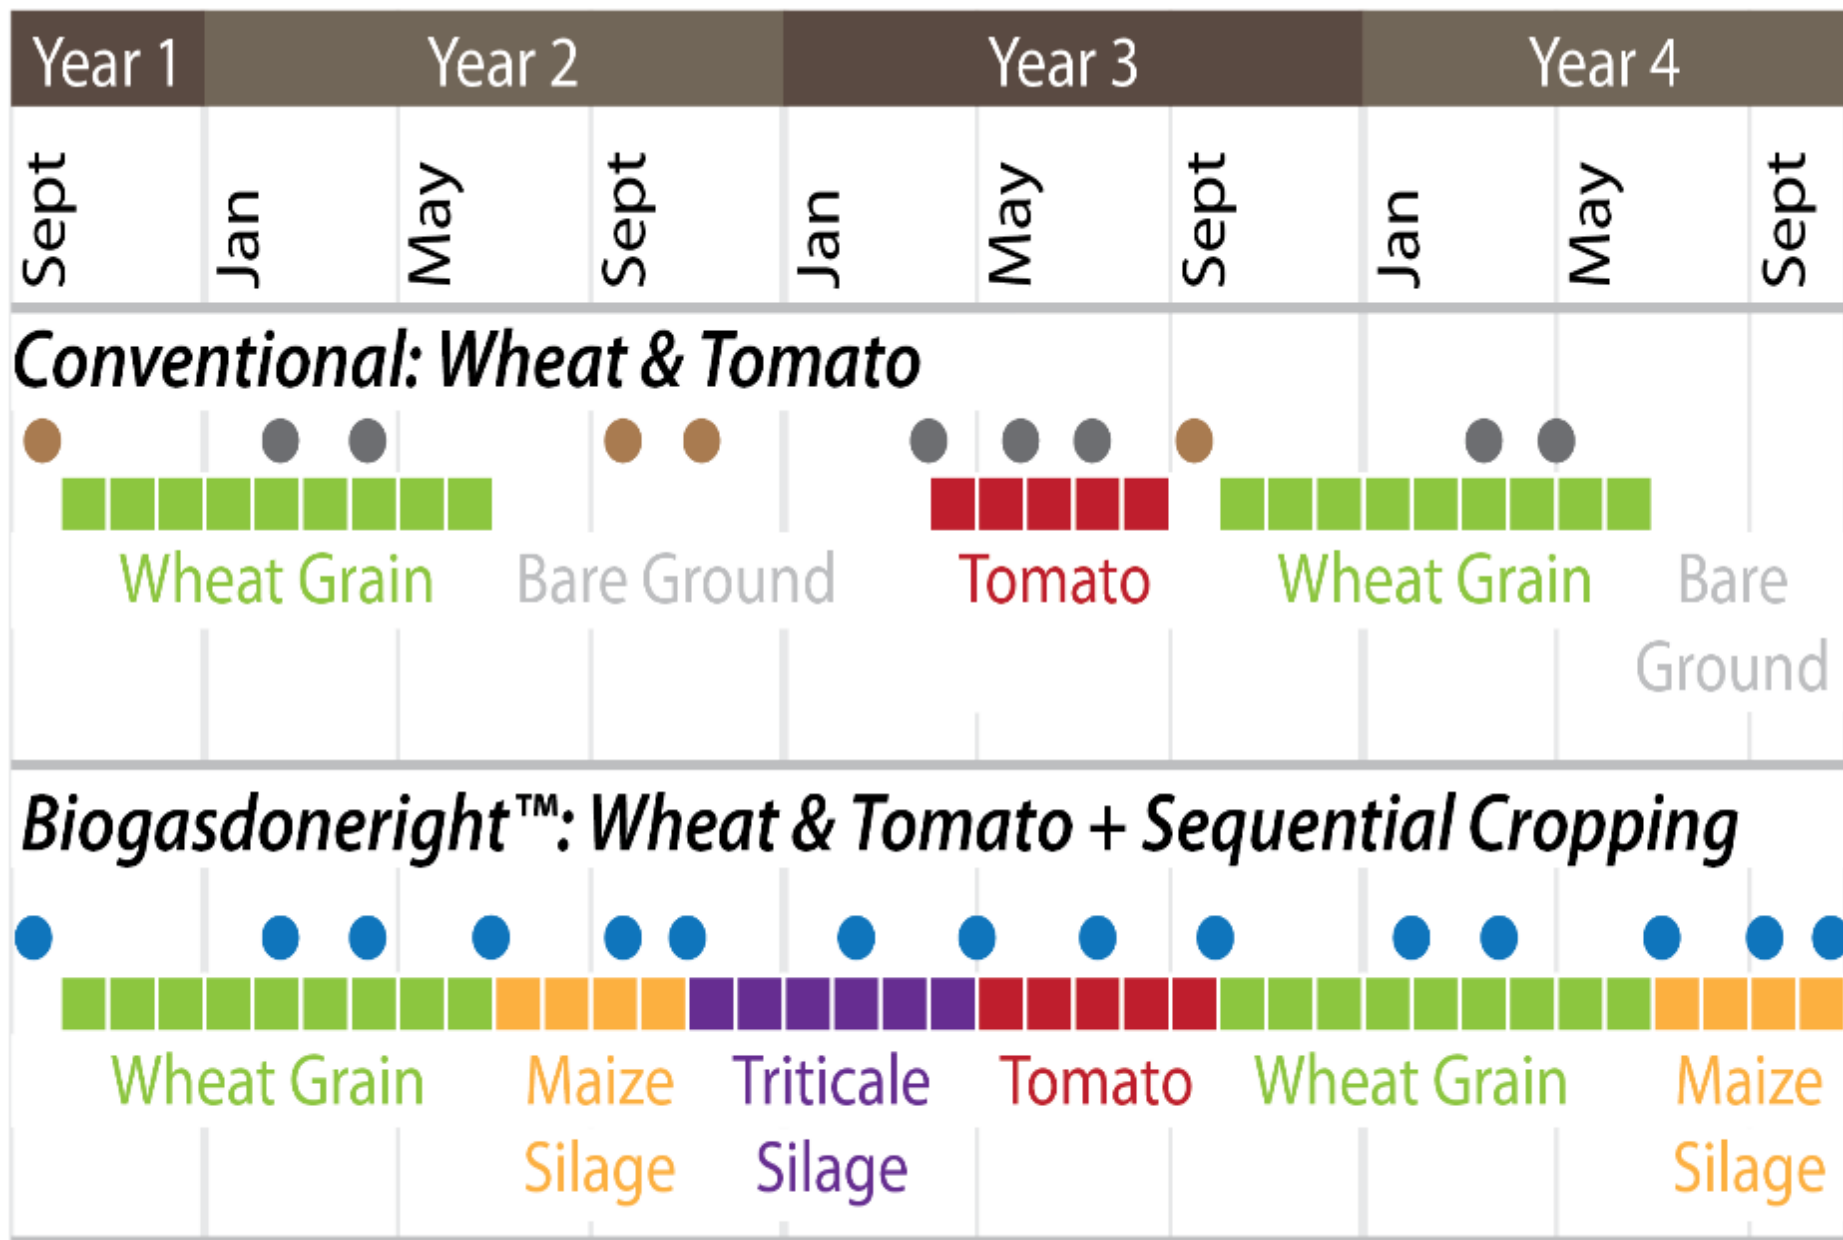 Year 1 Year 2 Year 3 Year 4
Sept Jan May Sept Jan May Sept Jan May Sept
Conventional: Wheat & Tomato
Wheat Grain Bare Ground Tomato Wheat Grain Bare
Ground
Biogasdoneright™: Wheat & Tomato + Sequential Cropping
Wheat Grain Maize Triticale Tomato Wheat Grain Maize
Silage Silage Silage